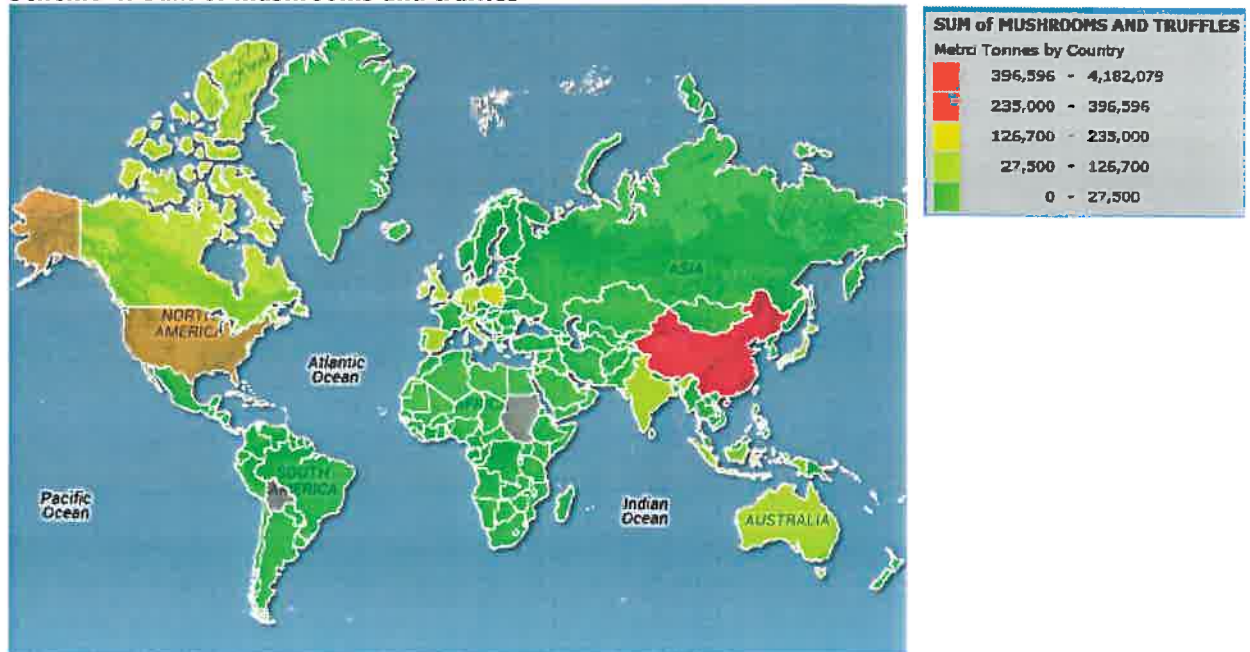 SUM of MUSHROOMS AND TRUFFLES
Metric Tonnes by Country
396,596 - 4,182,079
235,000 - 396,596
126,700 - 235,000
27,500 - 126,700
0 - 27,500
ASIA
NORTH
AMERICA
Atlantic
Ocean
SOUTH
AMERICA
Pacific
Ocean
Indian
Ocean
AUSTRALIA